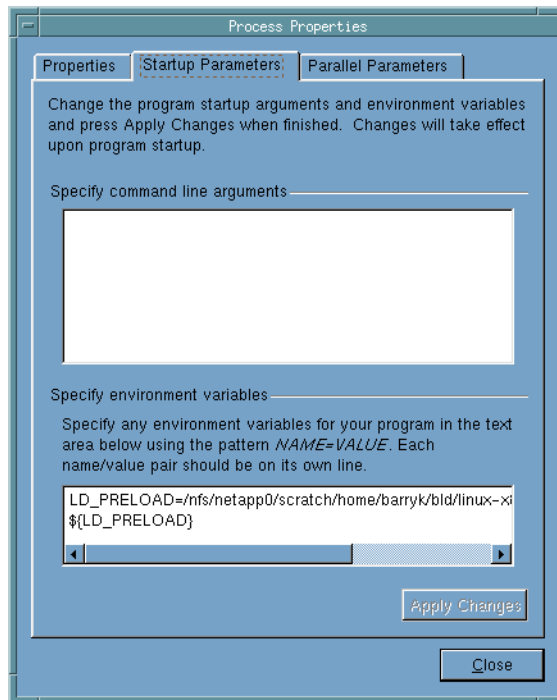 Process Properties
Properties
Startup Parameters
Parallel Parameters
Change the program startup arguments and environment variables
and press Apply Changes when finished. Changes will take effect
upon program startup.
Specify command line arguments
Specify environment variables
Specify any environment variables for your program in the text
area below using the pattern NAME=VALUE. Each
name/value pair should be on its own line.
LD_PRELOAD=/nfs/netapp0/scratch/home/barryk/bld/linux-x
${LD_PRELOAD}
Apply Changes
Close